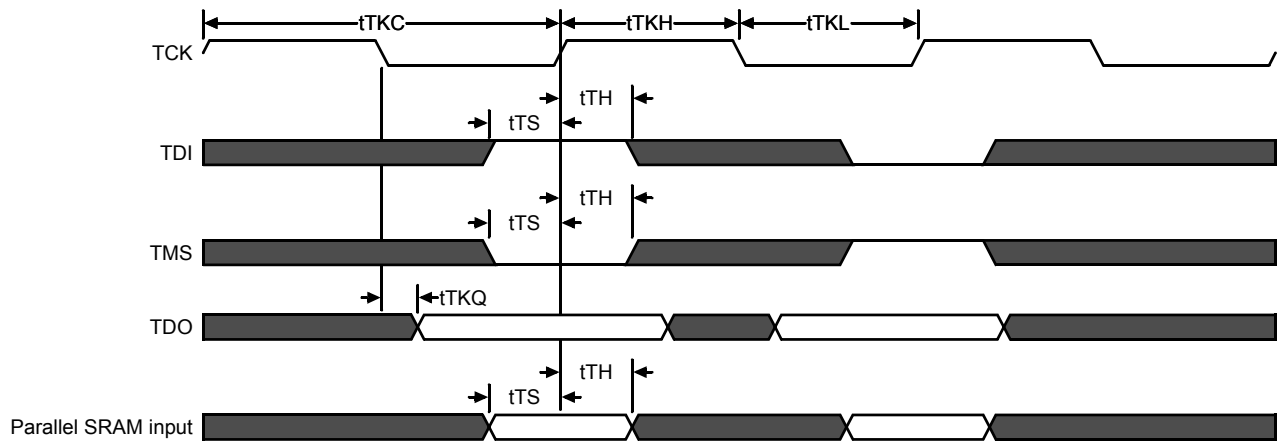 tTKC tTKH tTKL
TCK
tTH
tTS
TDI
tTH
tTS
TMS
tTKQ
TDO
tTH
tTS
Parallel SRAM input